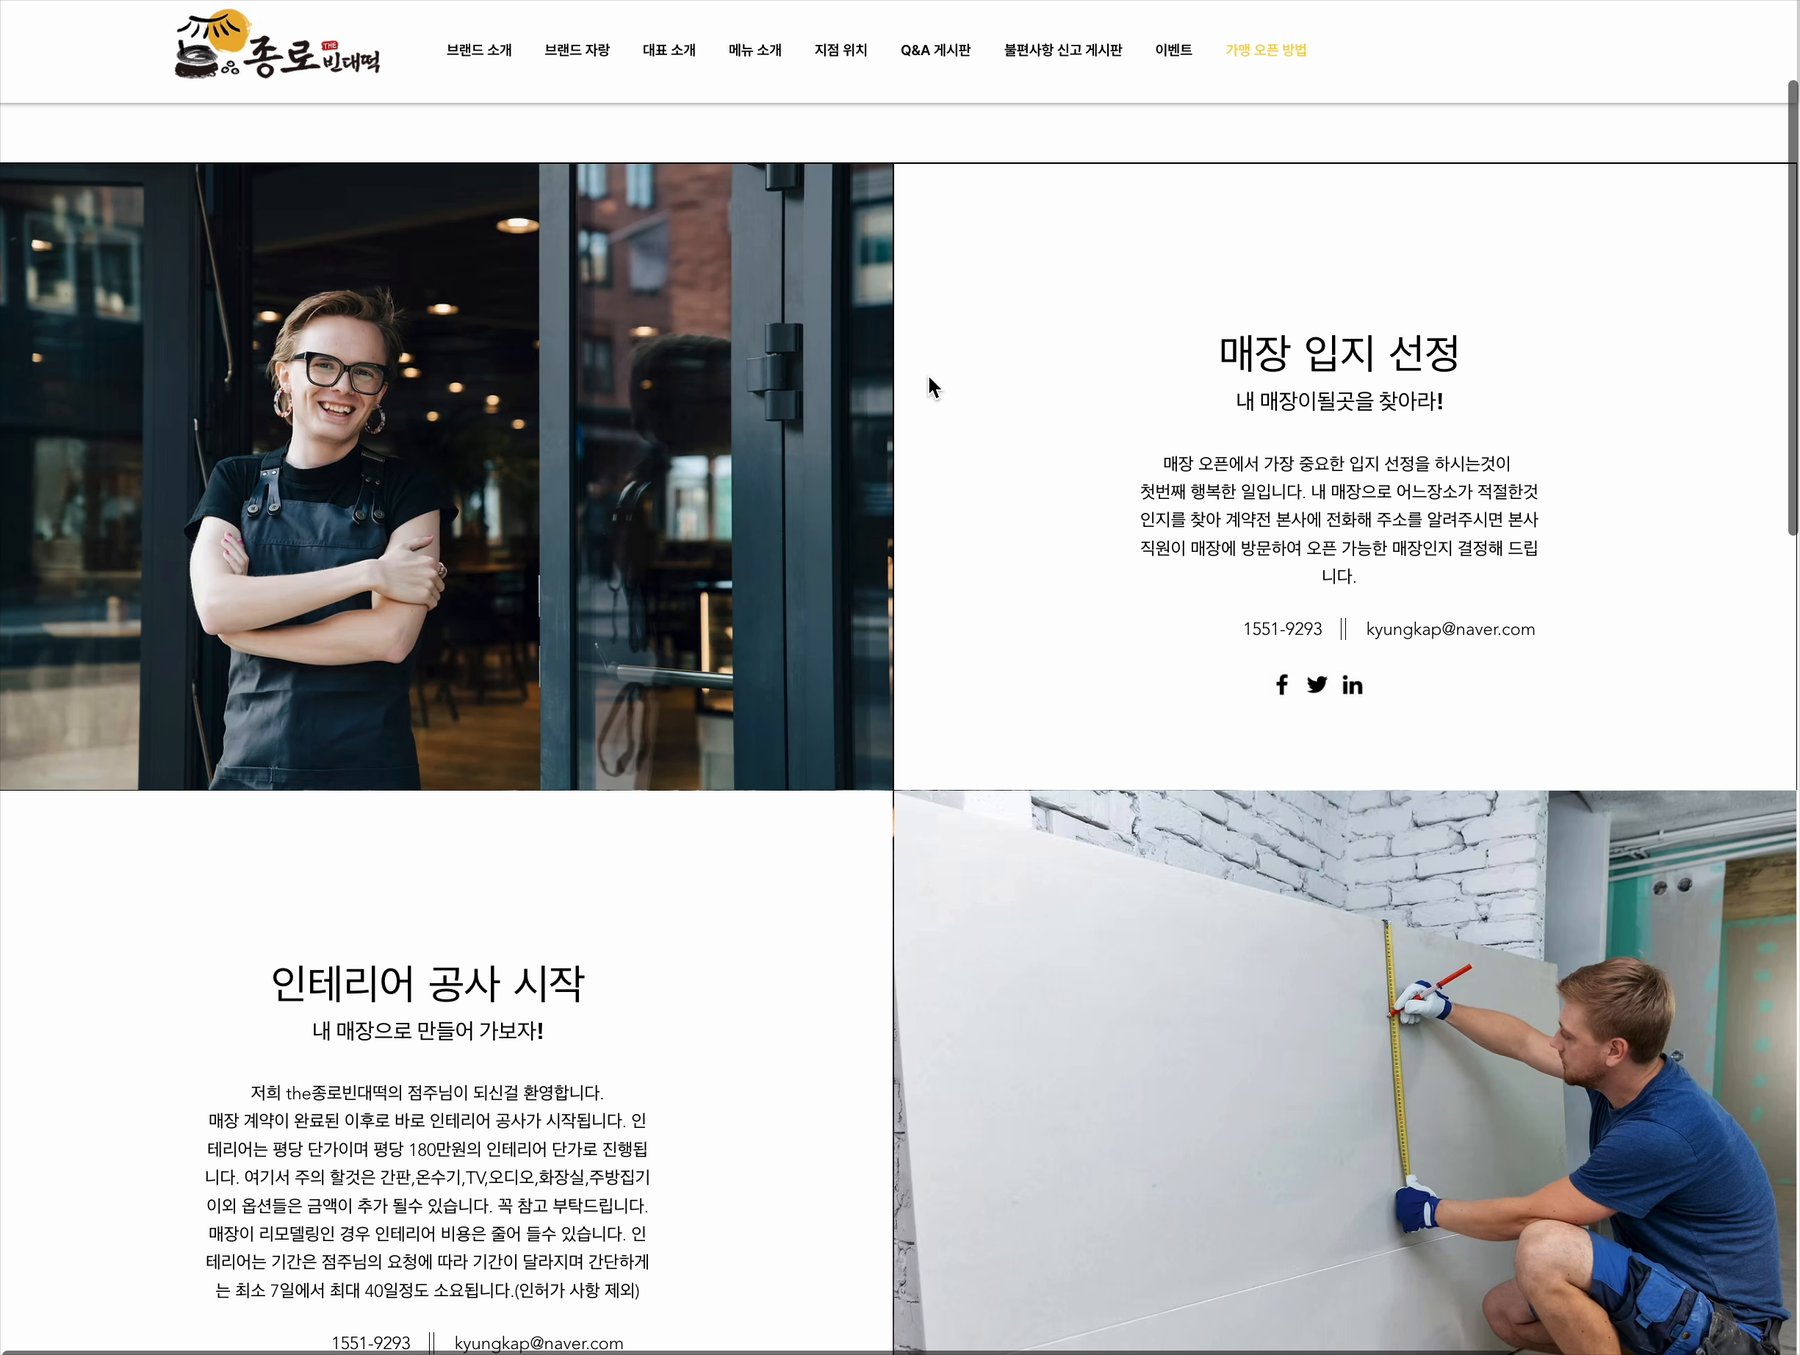 종로 THE 빈대떡
브랜드 소개 브랜드 자랑 대표 소개 메뉴 소개 지점 위치 Q&A 게시판 불편사항 신고 게시판 이벤트 가맹 오픈 방법
매장 입지 선정
내 매장이될곳을 찾아라!
매장 오픈에서 가장 중요한 입지 선정을 하시는것이
첫번째 행복한 일입니다. 내 매장으로 어느장소가 적절한것
인지를 찾아 계약전 본사에 전화해 주소를 알려주시면 본사
직원이 매장에 방문하여 오픈 가능한 매장인지 결정해 드립
니다.
1551-9293 || kyungkap@naver.com
인테리어 공사 시작
내 매장으로 만들어 가보자!
저희 the종로빈대떡의 점주님이 되신걸 환영합니다.
매장 계약이 완료된 이후로 바로 인테리어 공사가 시작됩니다. 인
테리어는 평당 단가이며 평당 180만원의 인테리어 단가로 진행됩
니다. 여기서 주의 할것은 간판,온수기,TV,오디오,화장실,주방집기
이외 옵션들은 금액이 추가 될수 있습니다. 꼭 참고 부탁드립니다.
매장이 리모델링인 경우 인테리어 비용은 줄어 들수 있습니다. 인
테리어는 기간은 점주님의 요청에 따라 기간이 달라지며 간단하게
는 최소 7일에서 최대 40일정도 소요됩니다.(인허가 사항 제외)
1551-9293 || kyungkap@naver.com